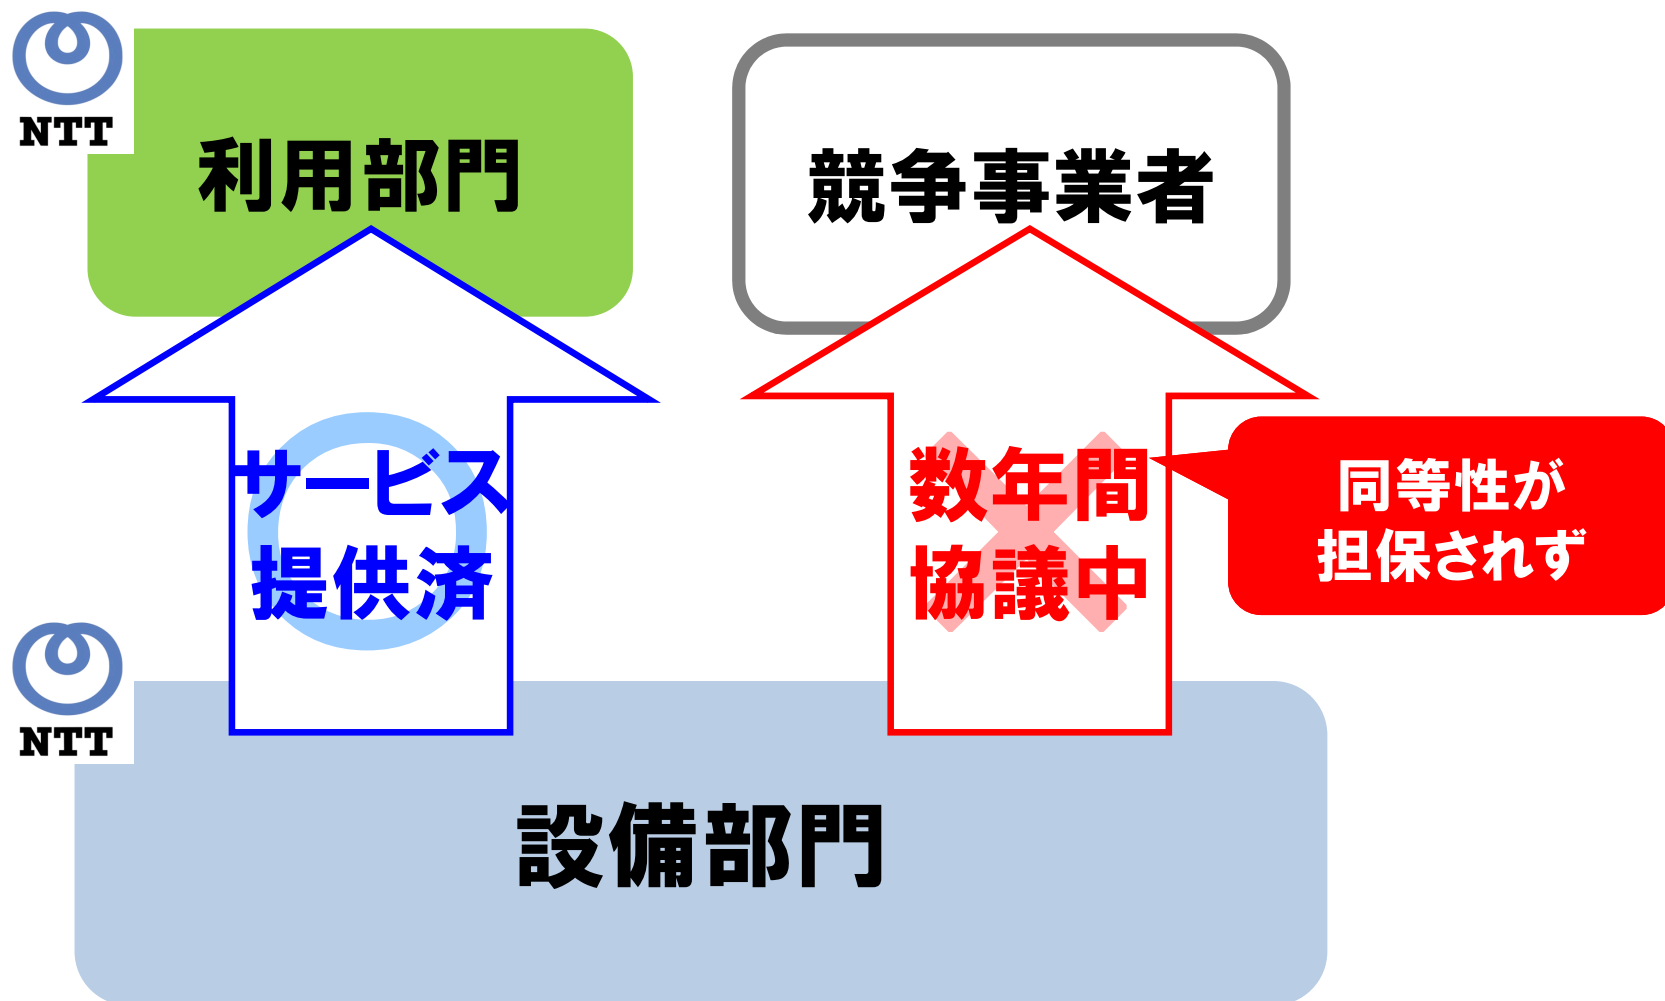 NTT
利用部門
競争事業者
サービス
提供済
数年間
協議中
同等性が
担保されず
NTT
設備部門